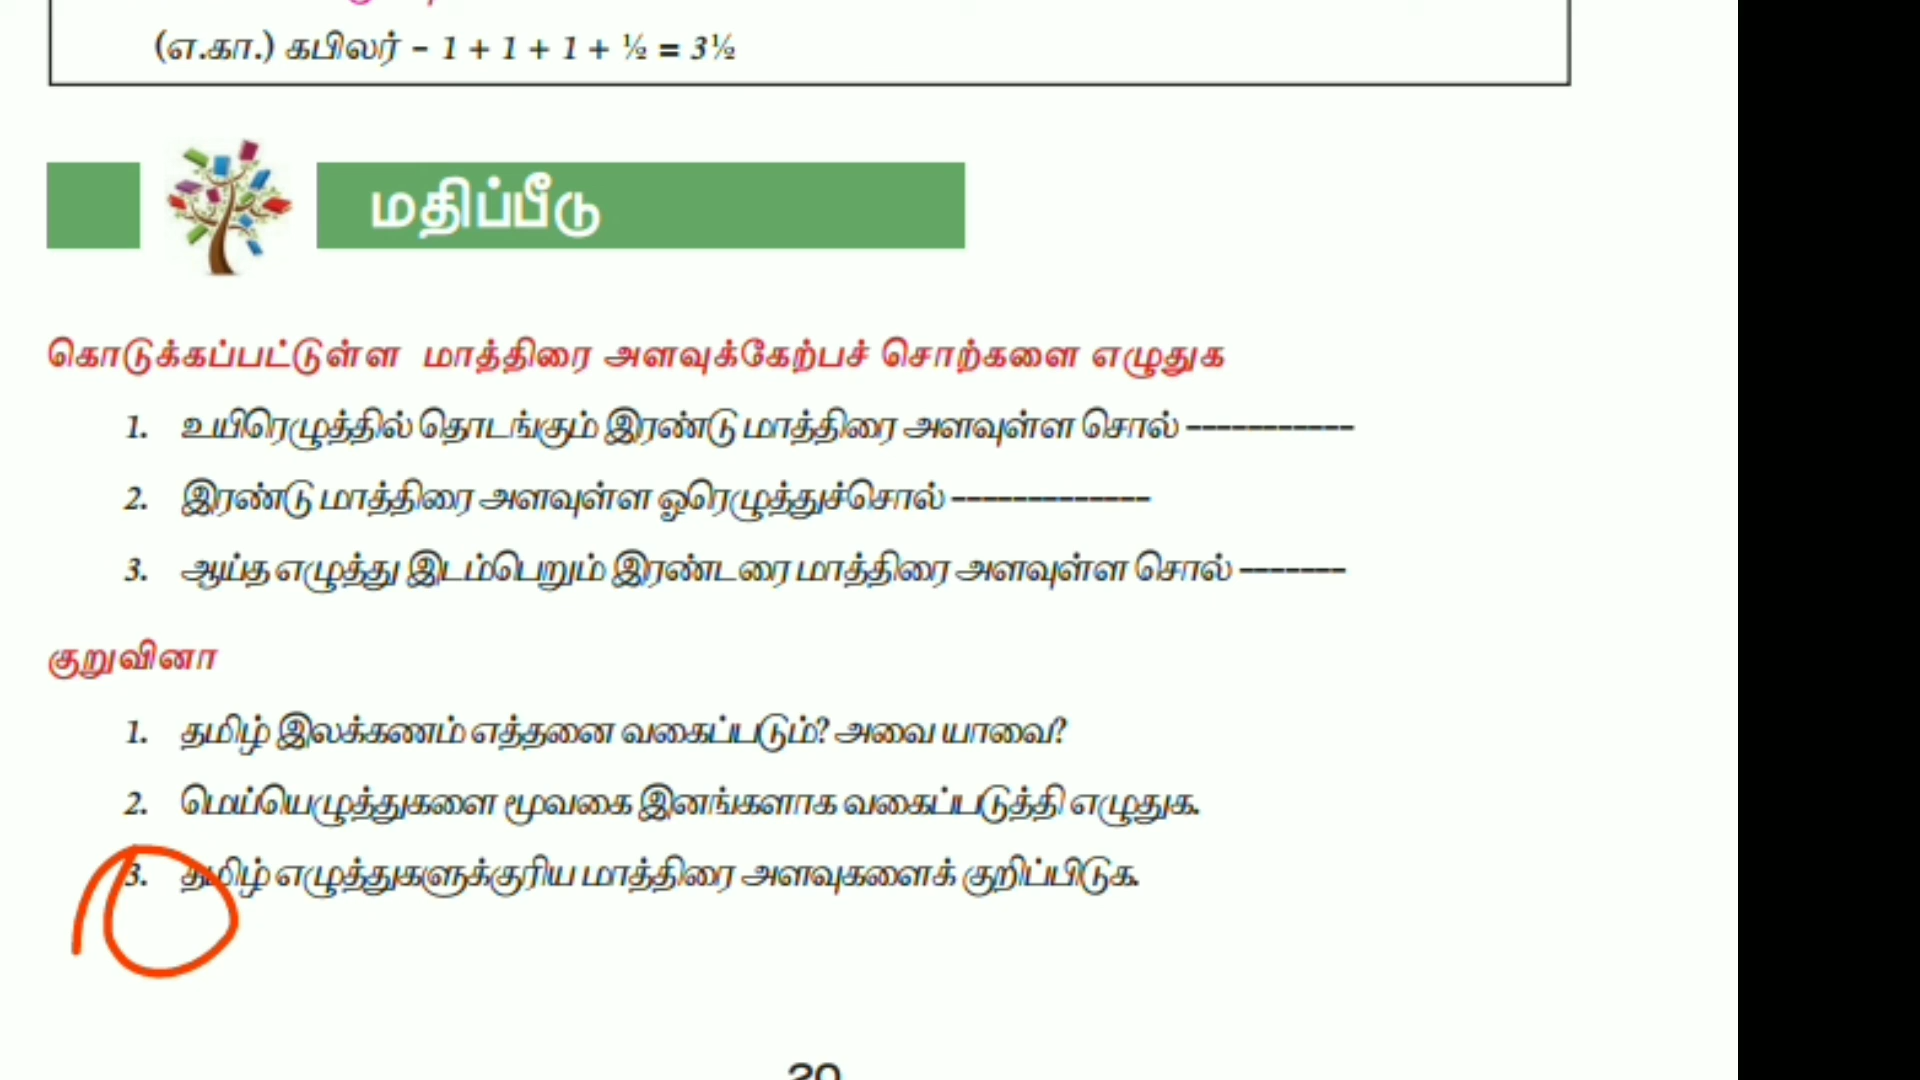 (எ.கா.) கபிலர் - 1 + 1 + 1 + ½ = 3½
மதிப்பீடு
கொடுக்கப்பட்டுள்ள மாத்திரை அளவுக்கேற்பச் சொற்களை எழுதுக
1. உயிரெழுத்தில் தொடங்கும் இரண்டு மாத்திரை அளவுள்ள சொல் -----------
2. இரண்டு மாத்திரை அளவுள்ள ஓரெழுத்துச்சொல் -------------
3. ஆய்த எழுத்து இடம்பெறும் இரண்டரை மாத்திரை அளவுள்ள சொல் -------
குறுவினா
1. தமிழ் இலக்கணம் எத்தனை வகைப்படும்? அவை யாவை?
2. மெய்யெழுத்துகளை மூவகை இனங்களாக வகைப்படுத்தி எழுதுக.
3. தமிழ் எழுத்துகளுக்குரிய மாத்திரை அளவுகளைக் குறிப்பிடுக.